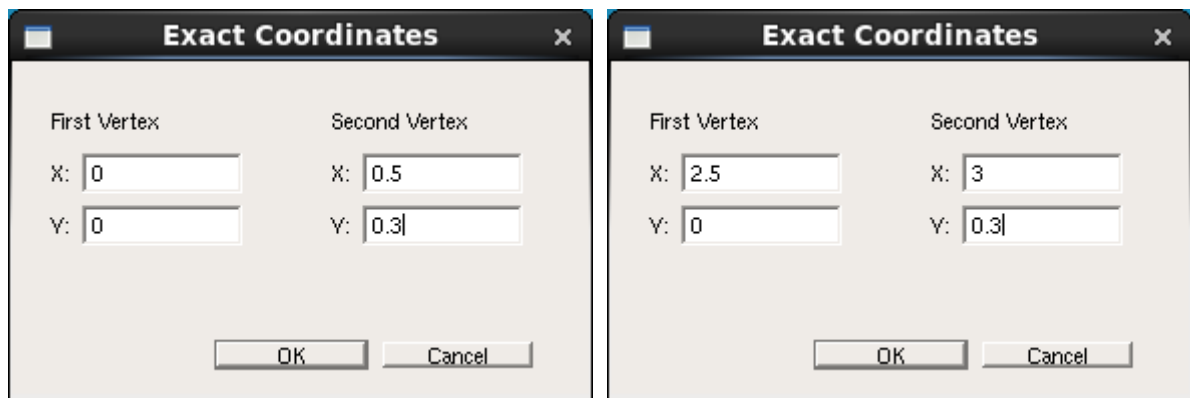 Exact Coordinates
First Vertex Second Vertex
X: 0 X: 0.5
Y: 0 Y: 0.3
OK Cancel
Exact Coordinates
First Vertex Second Vertex
X: 2.5 X: 3
Y: 0 Y: 0.3
OK Cancel